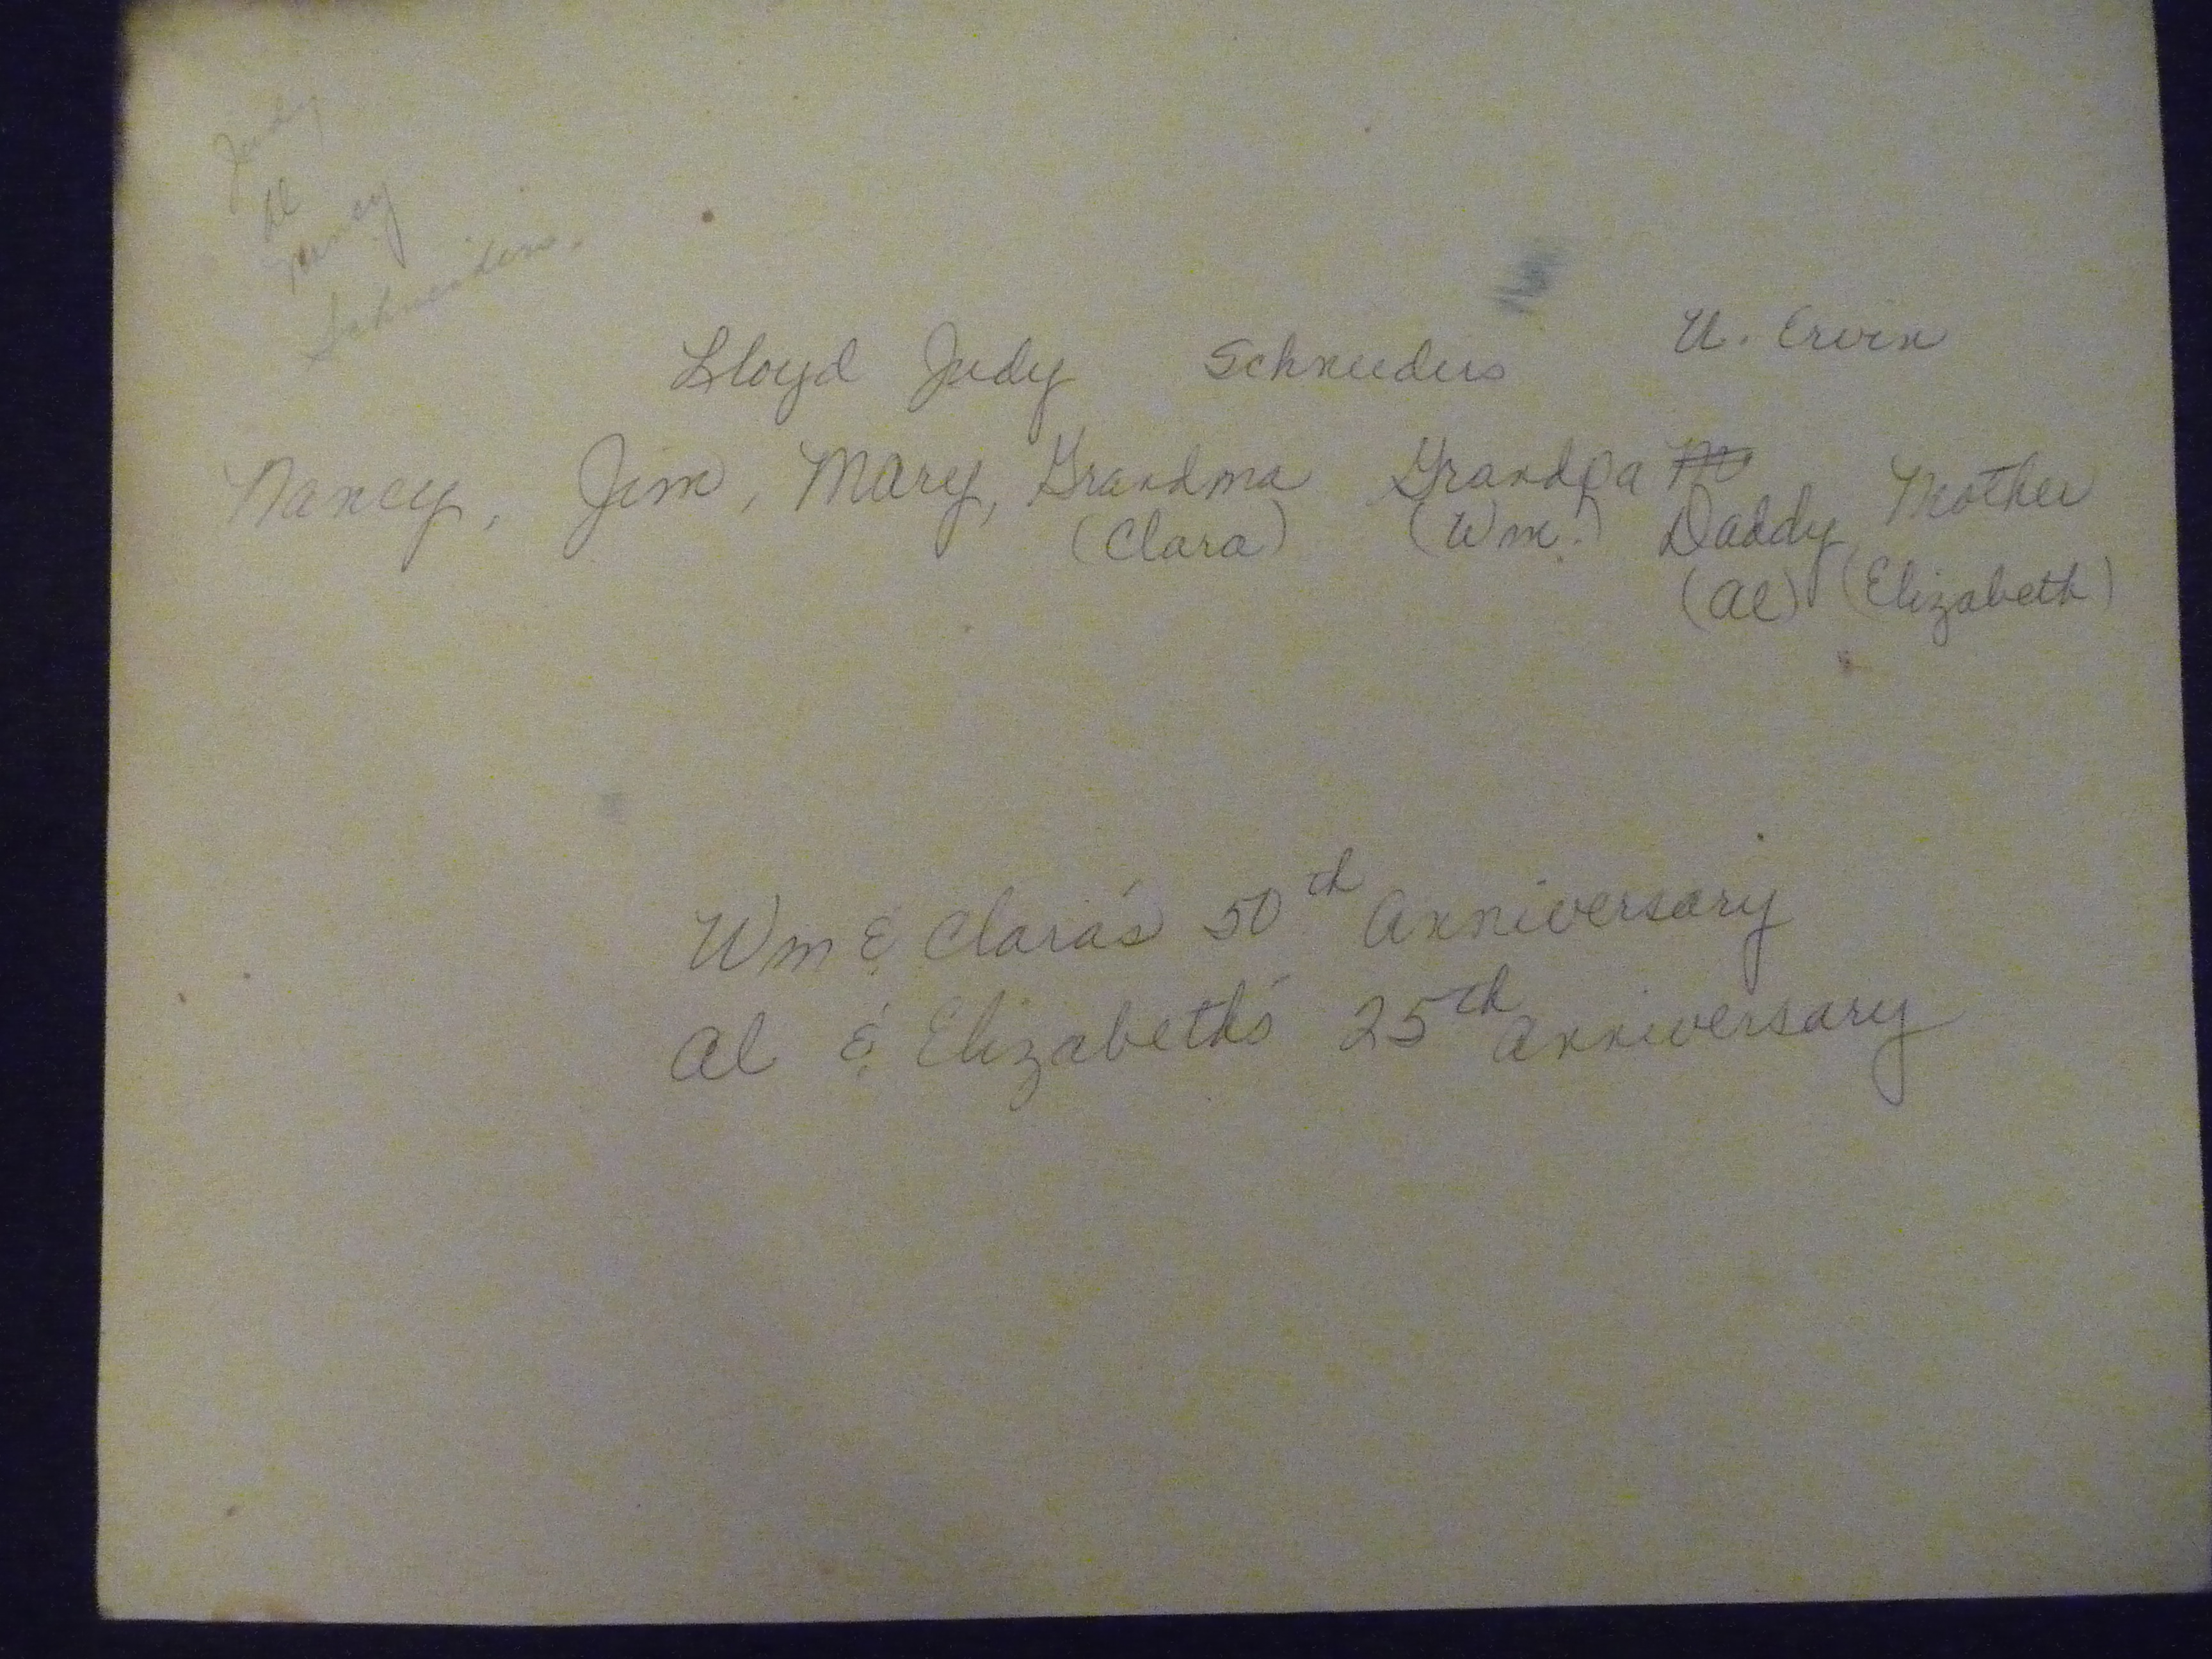 Judy
Al
Nancy
Schneiders.
Lloyd Judy Schneiders U. Ervin
Nancy, Jim, Mary, Grandma Grandpa M Mother
(Clara) (Wm.) Daddy
(Al) (Elizabeth)
Wm & Clara's 50th Anniversary
Al & Elizabeth's 25th Anniversary